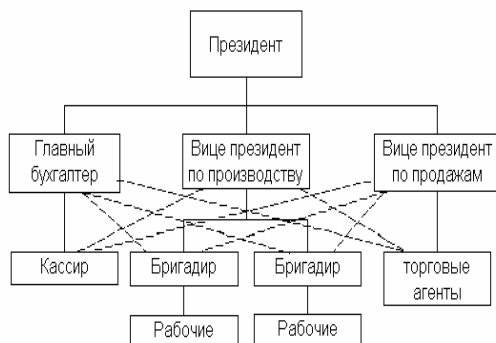 Президент
Главный
бухгалтер
Вице президент
по производству
Вице президент
по продажам
Кассир
Бригадир
Бригадир
торговые
агенты
Рабочие
Рабочие